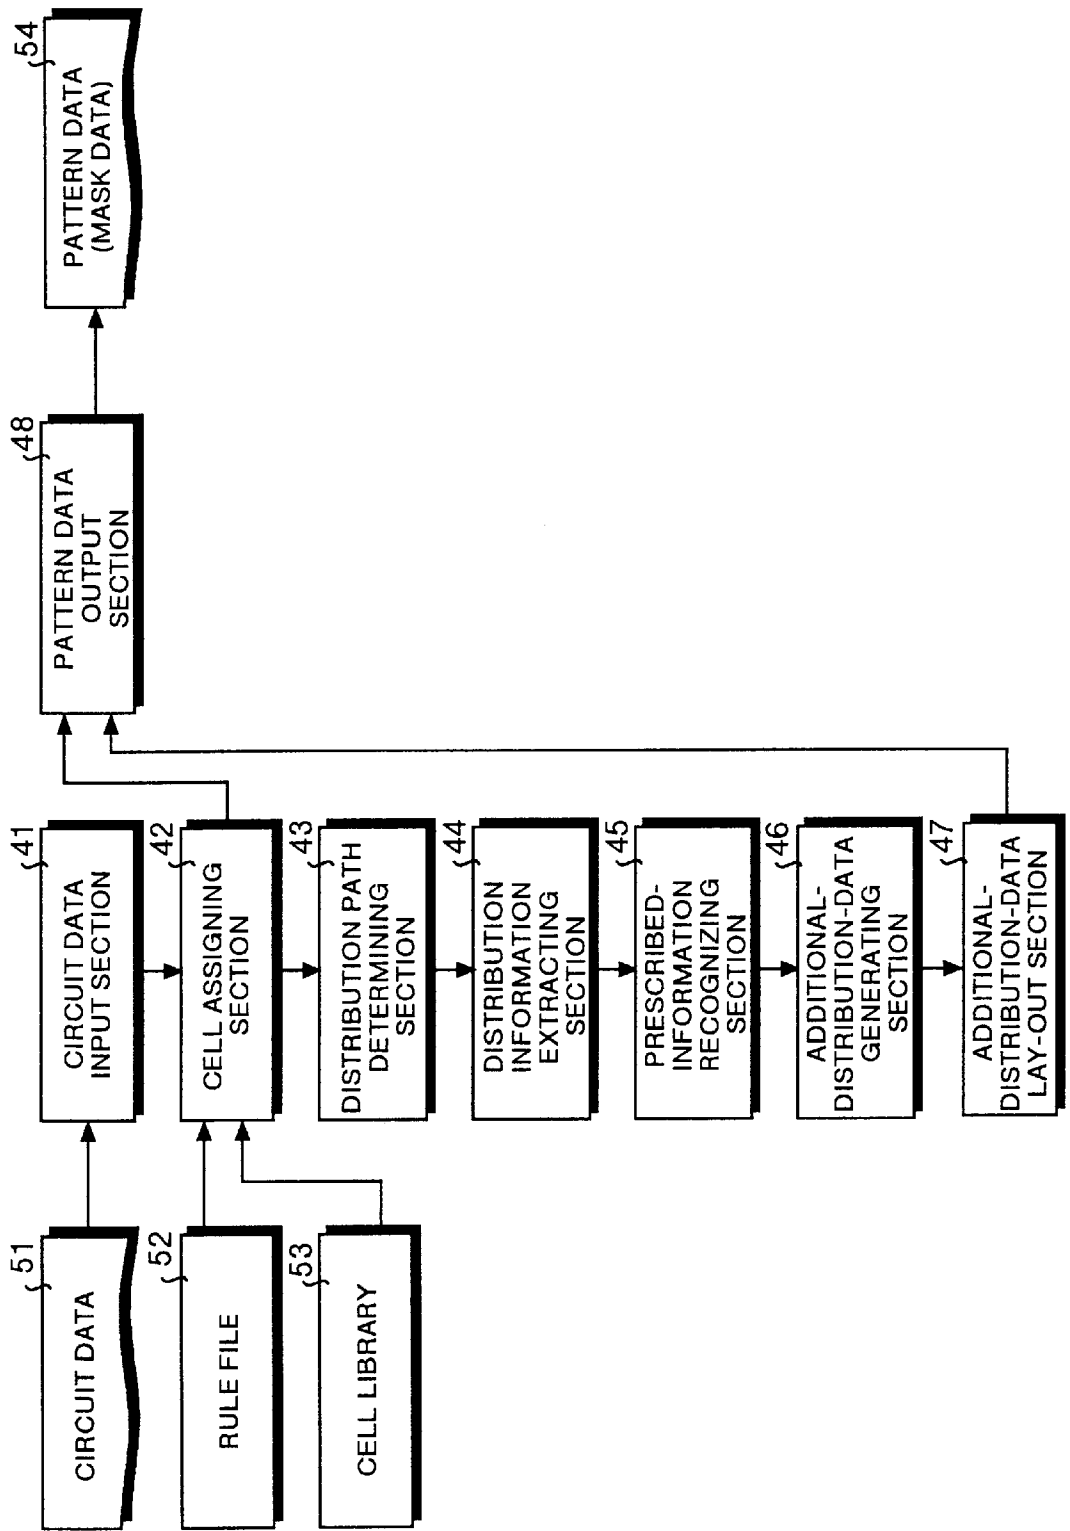 51
CIRCUIT DATA
52
RULE FILE
53
CELL LIBRARY
41
CIRCUIT DATA
INPUT SECTION
42
CELL ASSIGNING
SECTION
43
DISTRIBUTION PATH
DETERMINING
SECTION
44
DISTRIBUTION
INFORMATION
EXTRACTING
SECTION
45
PRESCRIBED-
INFORMATION
RECOGNIZING
SECTION
46
ADDITIONAL-
DISTRIBUTION-DATA
GENERATING
SECTION
47
ADDITIONAL-
DISTRIBUTION-DATA
LAY-OUT SECTION
48
PATTERN DATA
OUTPUT
SECTION
54
PATTERN DATA
(MASK DATA)